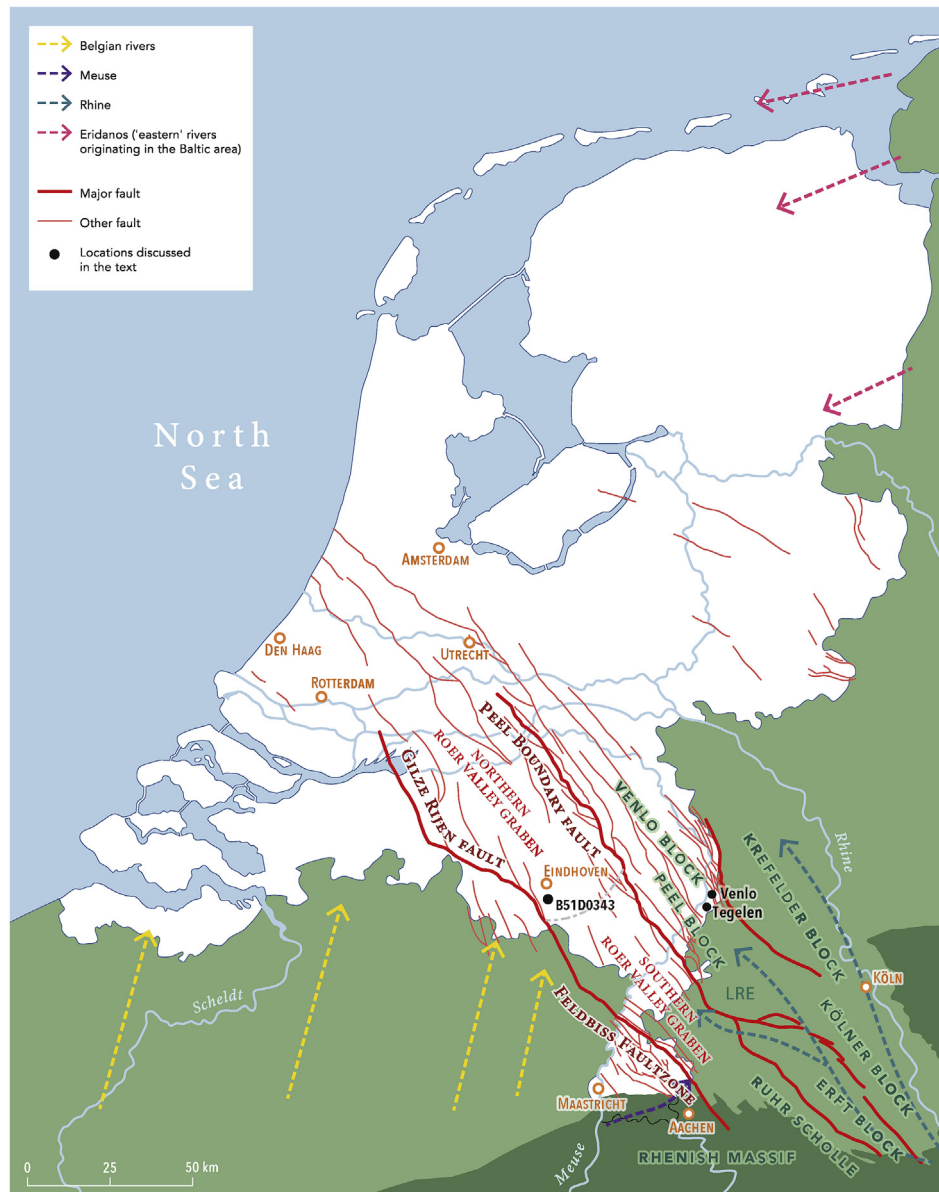 Belgian rivers
Meuse
Rhine
Eridanos ('eastern' rivers
originating in the Baltic area)
Major fault
Other fault
Locations discussed
in the text
North
Sea
AMSTERDAM
DEN HAAG
UTRECHT
ROTTERDAM
PEEL BOUNDARY FAULT
NORTHERN
ROER VALLEY GRABEN
GILZE RIJEN FAULT
VENLO BLOCK
Rhine
EINDHOVEN
B51D0343
PEEL BLOCK
Venlo
Tegelen
KREFELDER BLOCK
SOUTHERN
ROER VALLEY GRABEN
LRE
KÖLN
Scheldt
FELDBISS FAULTZONE
KÖLNER BLOCK
ERFT BLOCK
RUHR SCHOLLE
MAASTRICHT
AACHEN
Meuse
RHENISH MASSIF
0 25 50 km